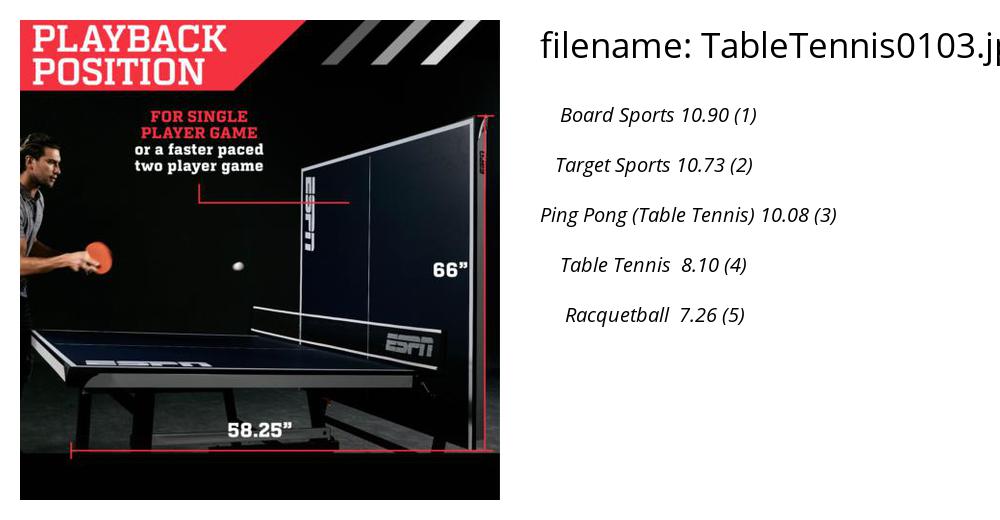 PLAYBACK
POSITION
FOR SINGLE
PLAYER GAME
or a faster paced
two player game
ESPN
66”
ESPN
ESPN
58.25”
filename: TableTennis0103.jp
Board Sports 10.90 (1)
Target Sports 10.73 (2)
Ping Pong (Table Tennis) 10.08 (3)
Table Tennis 8.10 (4)
Racquetball 7.26 (5)